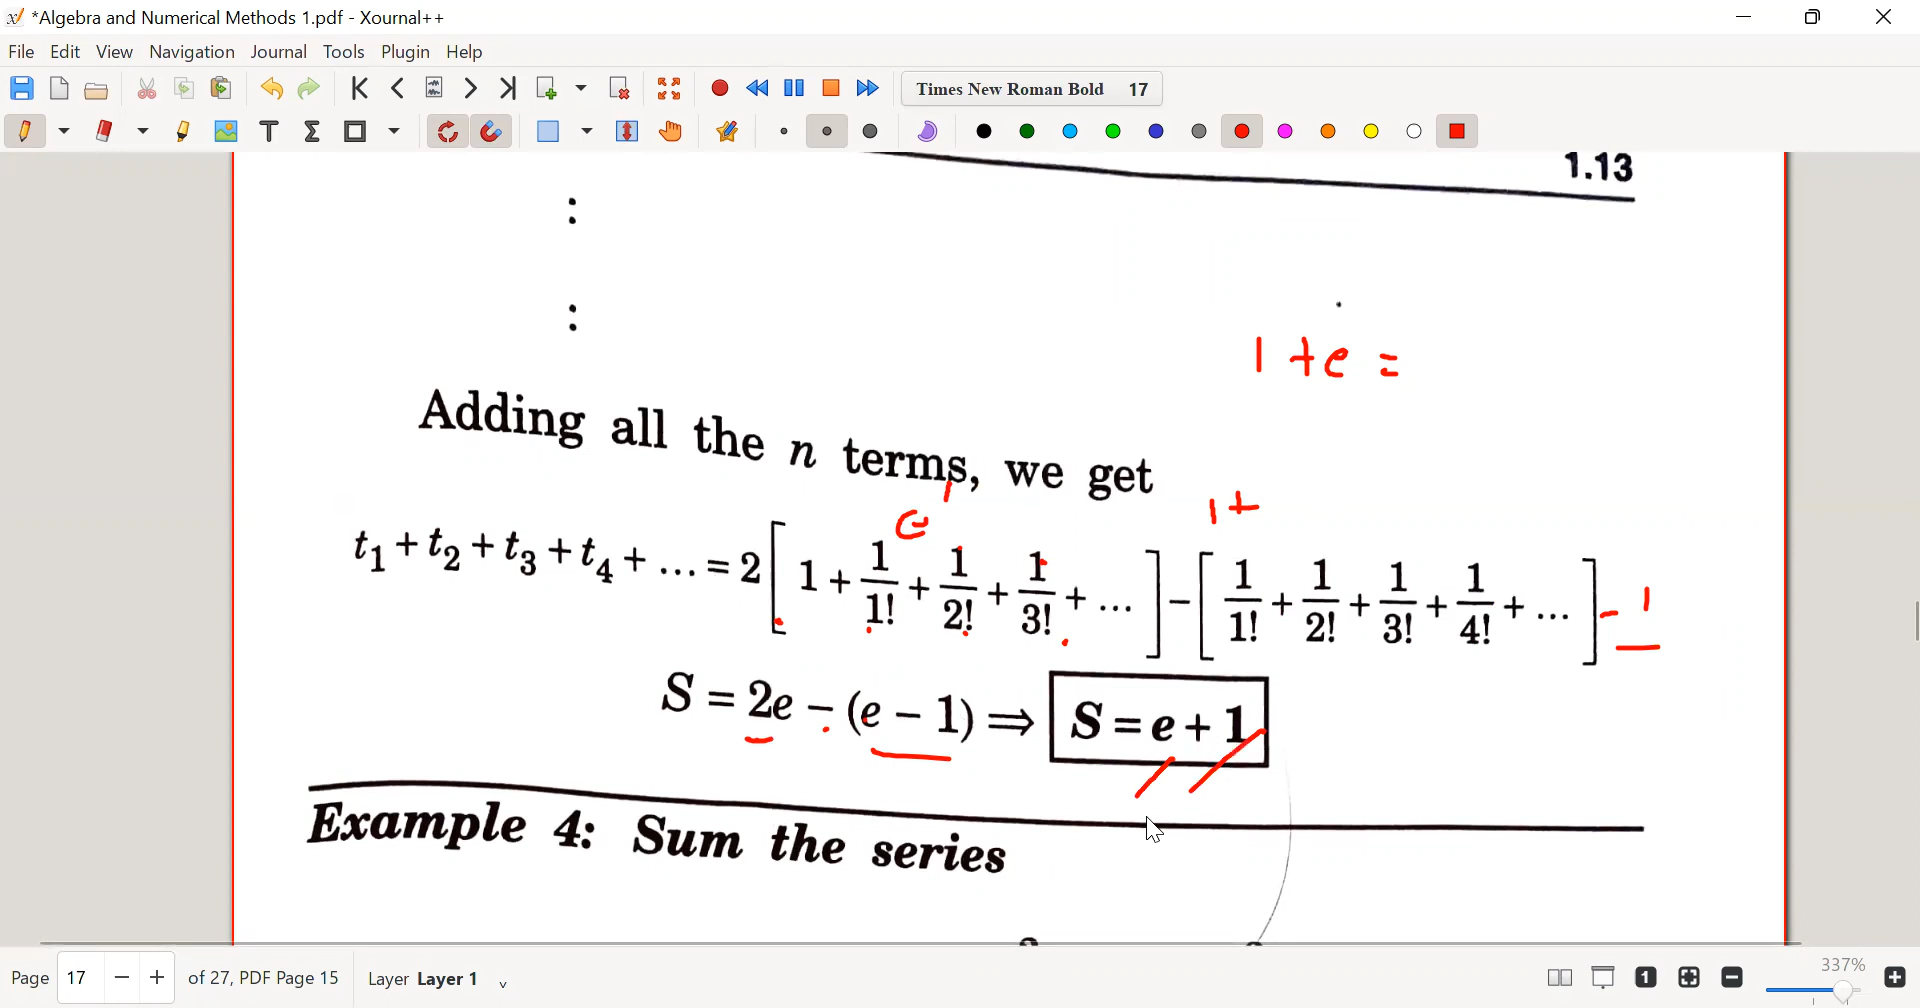 *Algebra and Numerical Methods 1.pdf - Xournal++
File Edit View Navigation Journal Tools Plugin Help
Times New Roman Bold 17
1.13
:
:
1 + e =
Adding all the n terms, we get
e¹ 1+
t₁ + t₂ + t₃ + t₄ + ... = 2[1 + 1/1! + 1/2! + 1/3! + ...] - [1/1! + 1/2! + 1/3! + 1/4! + ...] - 1
S = 2e - (e - 1) ⇒ S = e + 1
Example 4: Sum the series
Page 17 of 27, PDF Page 15 Layer Layer 1 337%